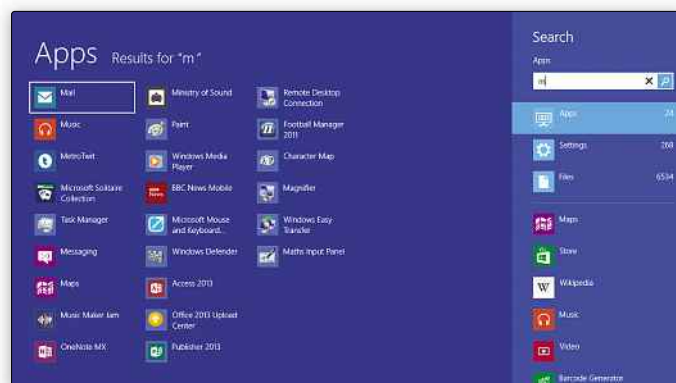 Apps Results for "m"
Mail
Music
MetroTwit
Microsoft Solitaire
Collection
Task Manager
Messaging
Maps
Music Maker Jam
OneNote MX
Ministry of Sound
Paint
Windows Media
Player
BBC News Mobile
Microsoft Mouse
and Keyboard...
Windows Defender
Access 2013
Office 2013 Upload
Center
Publisher 2013
Remote Desktop
Connection
Football Manager
2011
Character Map
Magnifier
Windows Easy
Transfer
Maths Input Panel
Search
Apps
m
Apps 24
Settings 268
Files 6534
Maps
Store
Wikipedia
Music
Video
Barcode Generator